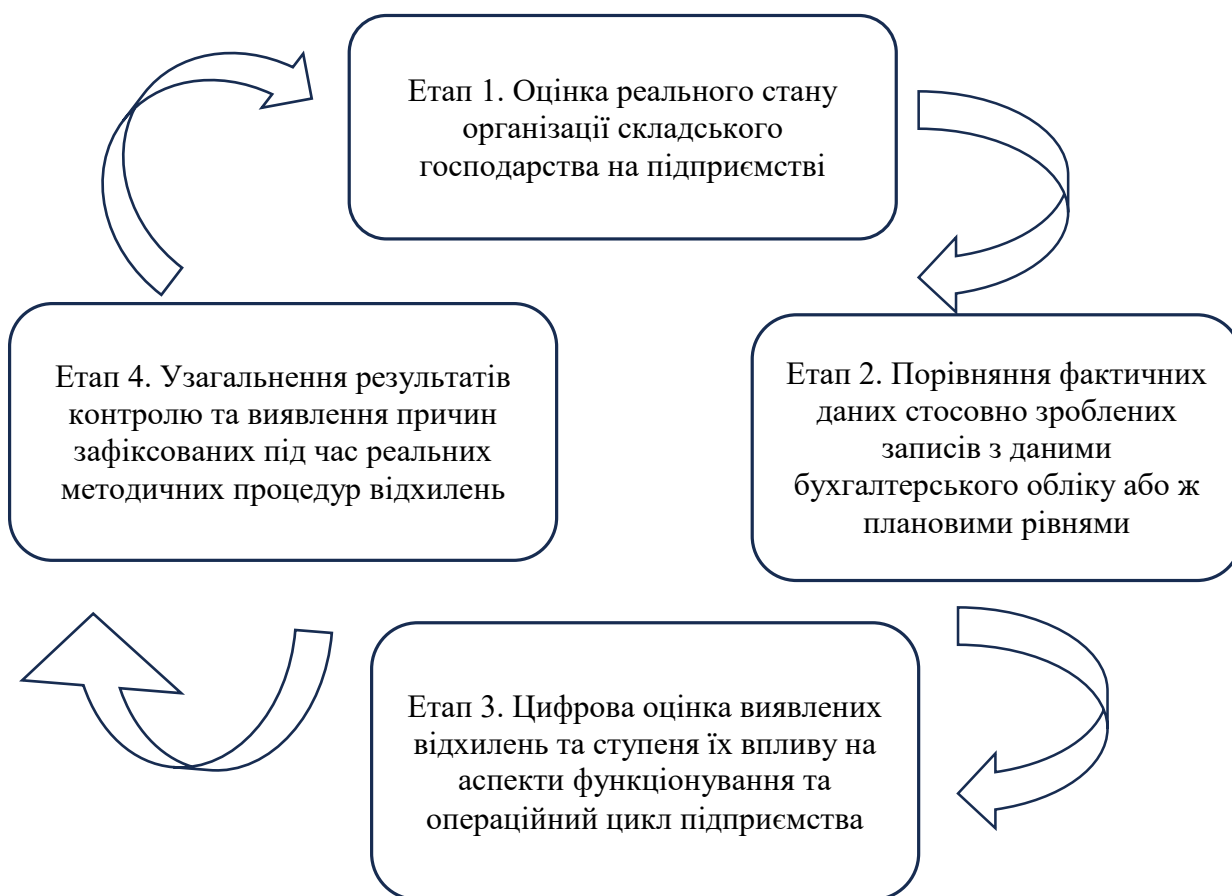 Етап 1. Оцінка реального стану
організації складського
господарства на підприємстві
Етап 2. Порівняння фактичних
даних стосовно зроблених
записів з даними
бухгалтерського обліку або ж
плановими рівнями
Етап 3. Цифрова оцінка виявлених
відхилень та ступеня їх впливу на
аспекти функціонування та
операційний цикл підприємства
Етап 4. Узагальнення результатів
контролю та виявлення причин
зафіксованих під час реальних
методичних процедур відхилень